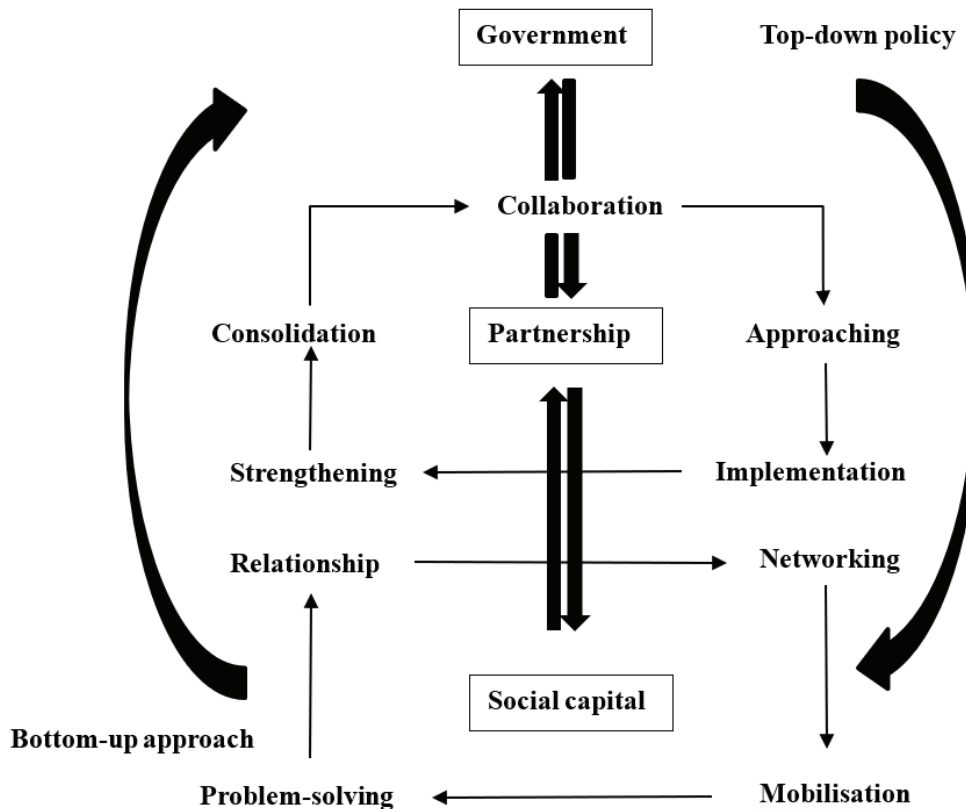 Government
Top-down policy
Collaboration
Consolidation
Partnership
Approaching
Strengthening
Implementation
Relationship
Networking
Social capital
Bottom-up approach
Problem-solving
Mobilisation